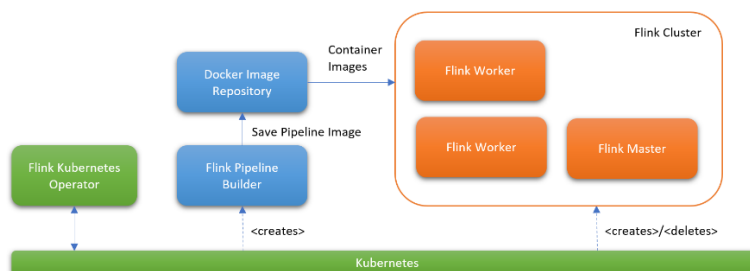 Flink Cluster
Container
Images
Docker Image
Repository
Flink Worker
Save Pipeline Image
Flink Kubernetes
Operator
Flink Pipeline
Builder
Flink Worker
Flink Master
<creates>
<creates>/<deletes>
Kubernetes